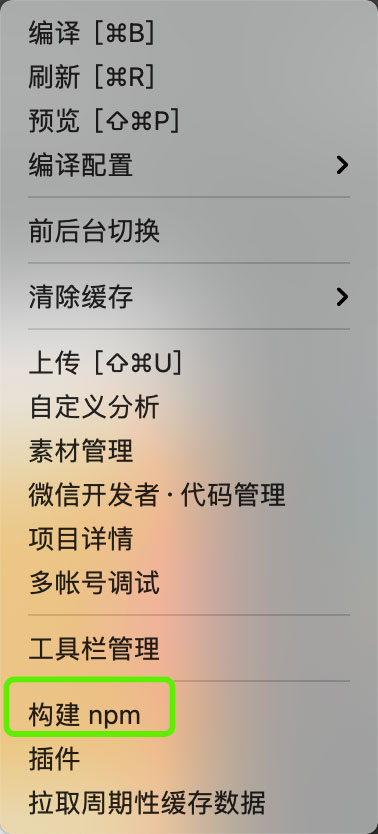 编译［⌘B］
刷新［⌘R］
预览［⇧⌘P］
编译配置
前后台切换
清除缓存
上传［⇧⌘U］
自定义分析
素材管理
微信开发者 · 代码管理
项目详情
多帐号调试
工具栏管理
构建 npm
插件
拉取周期性缓存数据